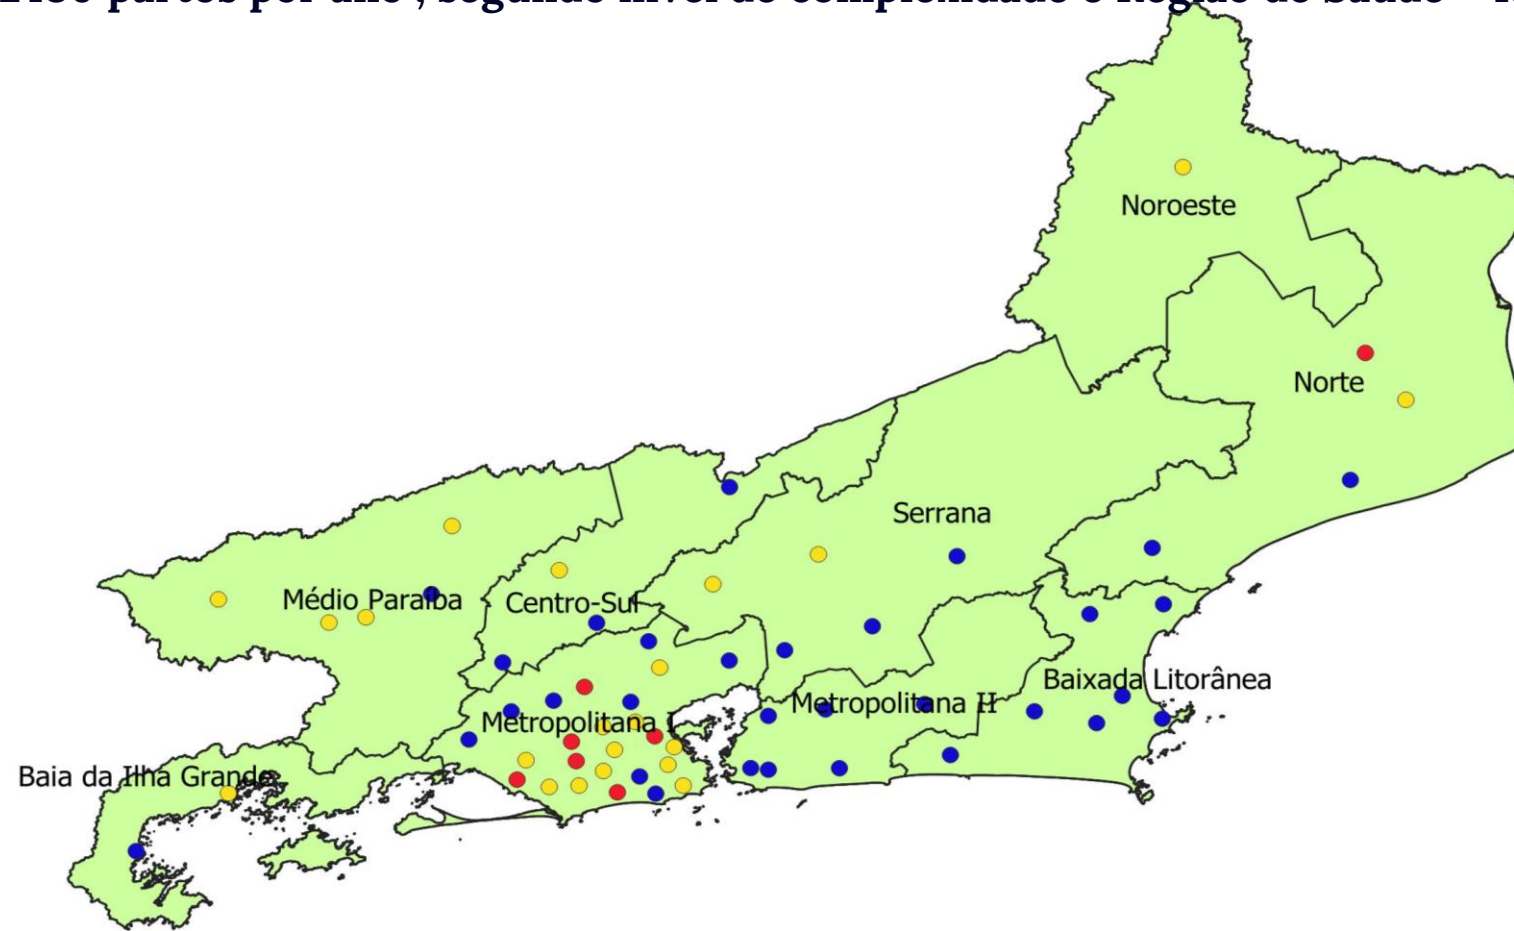 partos por ano , segundo nível de complexidade e Região de Saúde
Noroeste
Norte
Serrana
Médio Paraíba
Centro-Sul
Baixada Litorânea
Metropolitana II
Metropolitana I
Baia da Ilha Grande